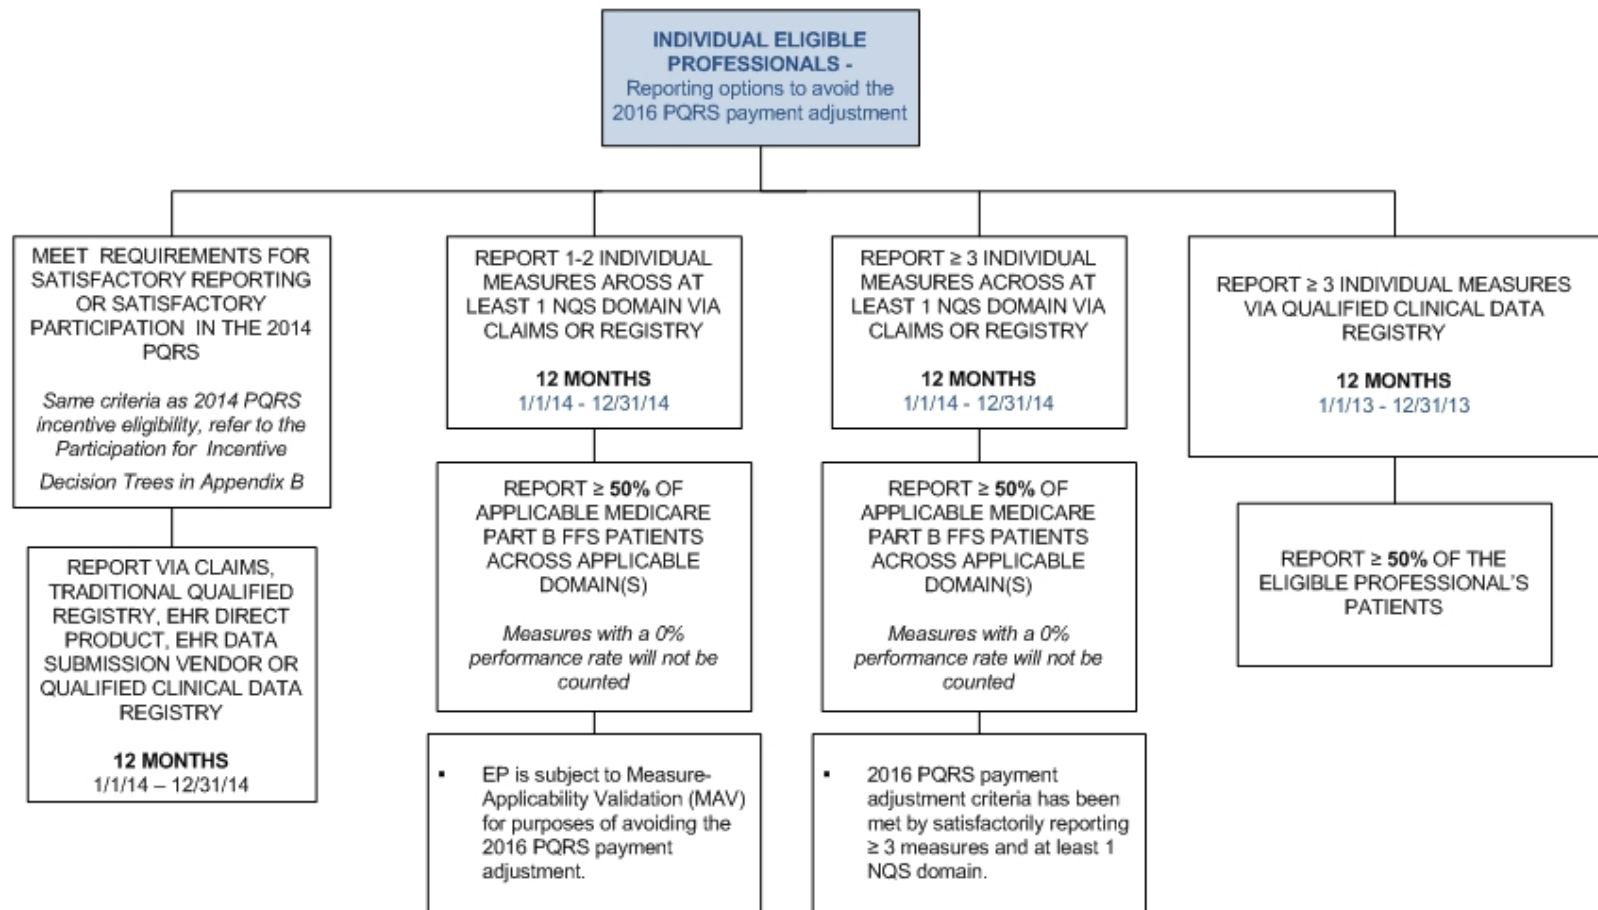 INDIVIDUAL ELIGIBLE
PROFESSIONALS -
Reporting options to avoid the
2016 PQRS payment adjustment
MEET REQUIREMENTS FOR
SATISFACTORY REPORTING
OR SATISFACTORY
PARTICIPATION IN THE 2014
PQRS
Same criteria as 2014 PQRS
incentive eligibility, refer to the
Participation for Incentive
Decision Trees in Appendix B
REPORT VIA CLAIMS,
TRADITIONAL QUALIFIED
REGISTRY, EHR DIRECT
PRODUCT, EHR DATA
SUBMISSION VENDOR OR
QUALIFIED CLINICAL DATA
REGISTRY
12 MONTHS
1/1/14 – 12/31/14
REPORT 1-2 INDIVIDUAL
MEASURES AROSS AT
LEAST 1 NQS DOMAIN VIA
CLAIMS OR REGISTRY
12 MONTHS
1/1/14 - 12/31/14
REPORT ≥ 50% OF
APPLICABLE MEDICARE
PART B FFS PATIENTS
ACROSS APPLICABLE
DOMAIN(S)
Measures with a 0%
performance rate will not be
counted
▪ EP is subject to Measure-
Applicability Validation (MAV)
for purposes of avoiding the
2016 PQRS payment
adjustment.
REPORT ≥ 3 INDIVIDUAL
MEASURES ACROSS AT
LEAST 1 NQS DOMAIN VIA
CLAIMS OR REGISTRY
12 MONTHS
1/1/14 - 12/31/14
REPORT ≥ 50% OF
APPLICABLE MEDICARE
PART B FFS PATIENTS
ACROSS APPLICABLE
DOMAIN(S)
Measures with a 0%
performance rate will not be
counted
▪ 2016 PQRS payment
adjustment criteria has been
met by satisfactorily reporting
≥ 3 measures and at least 1
NQS domain.
REPORT ≥ 3 INDIVIDUAL MEASURES
VIA QUALIFIED CLINICAL DATA
REGISTRY
12 MONTHS
1/1/13 - 12/31/13
REPORT ≥ 50% OF THE
ELIGIBLE PROFESSIONAL'S
PATIENTS